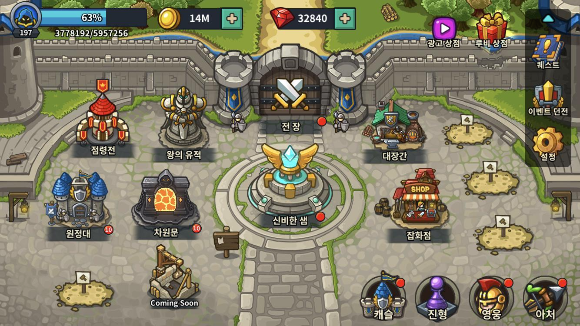 63%
14M
32840
197
3778192/5957256
광고 상점
루비 상점
퀘스트
이벤트 던전
설정
전 장
점령전
왕의 유적
대장간
신비한 샘
SHOP
잡화점
원정대
10
차원문
10
Coming Soon
캐슬
진형
영웅
아처